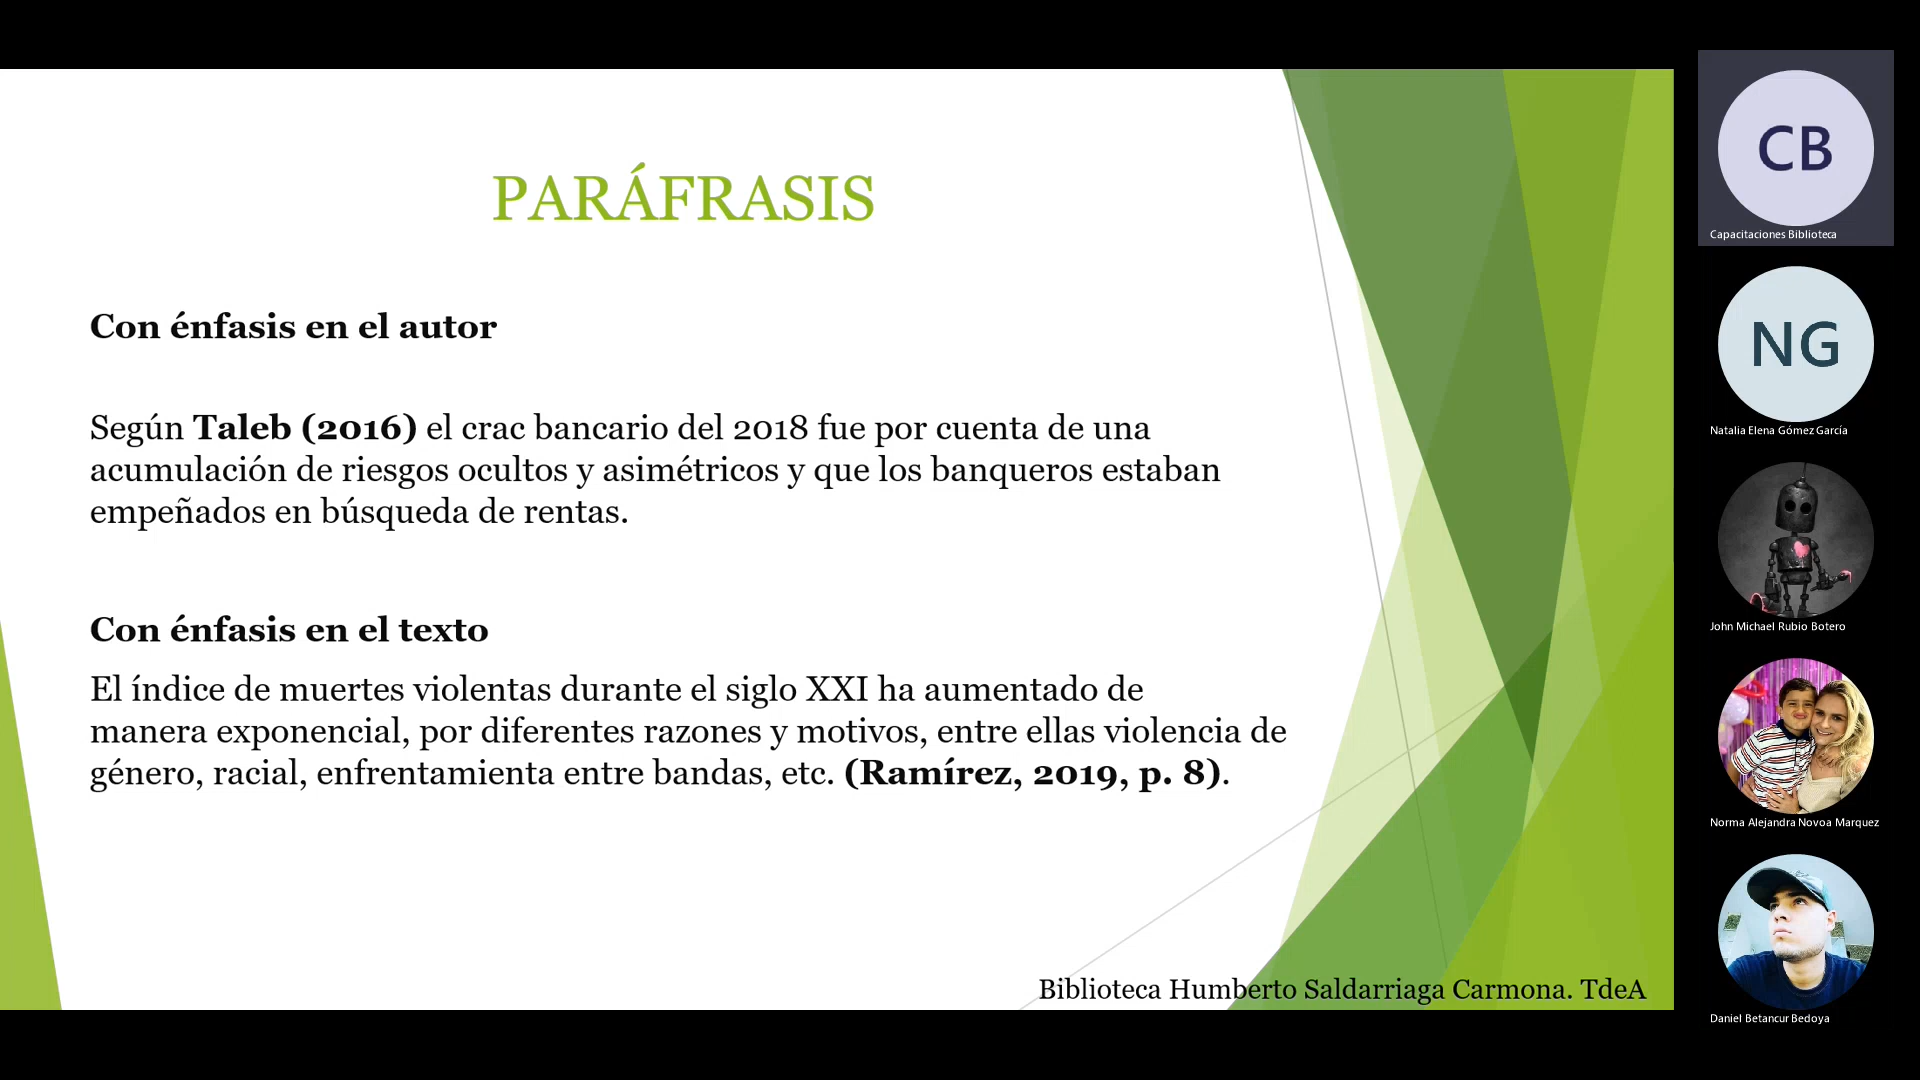 PARÁFRASIS
Con énfasis en el autor
Según Taleb (2016) el crac bancario del 2018 fue por cuenta de una
acumulación de riesgos ocultos y asimétricos y que los banqueros estaban
empeñados en búsqueda de rentas.
Con énfasis en el texto
El índice de muertes violentas durante el siglo XXI ha aumentado de
manera exponencial, por diferentes razones y motivos, entre ellas violencia de
género, racial, enfrentamienta entre bandas, etc. (Ramírez, 2019, p. 8).
Biblioteca Humberto Saldarriaga Carmona. TdeA
CB
Capacitaciones Biblioteca
NG
Natalia Elena Gómez García
John Michael Rubio Botero
Norma Alejandra Novoa Marquez
Daniel Betancur Bedoya